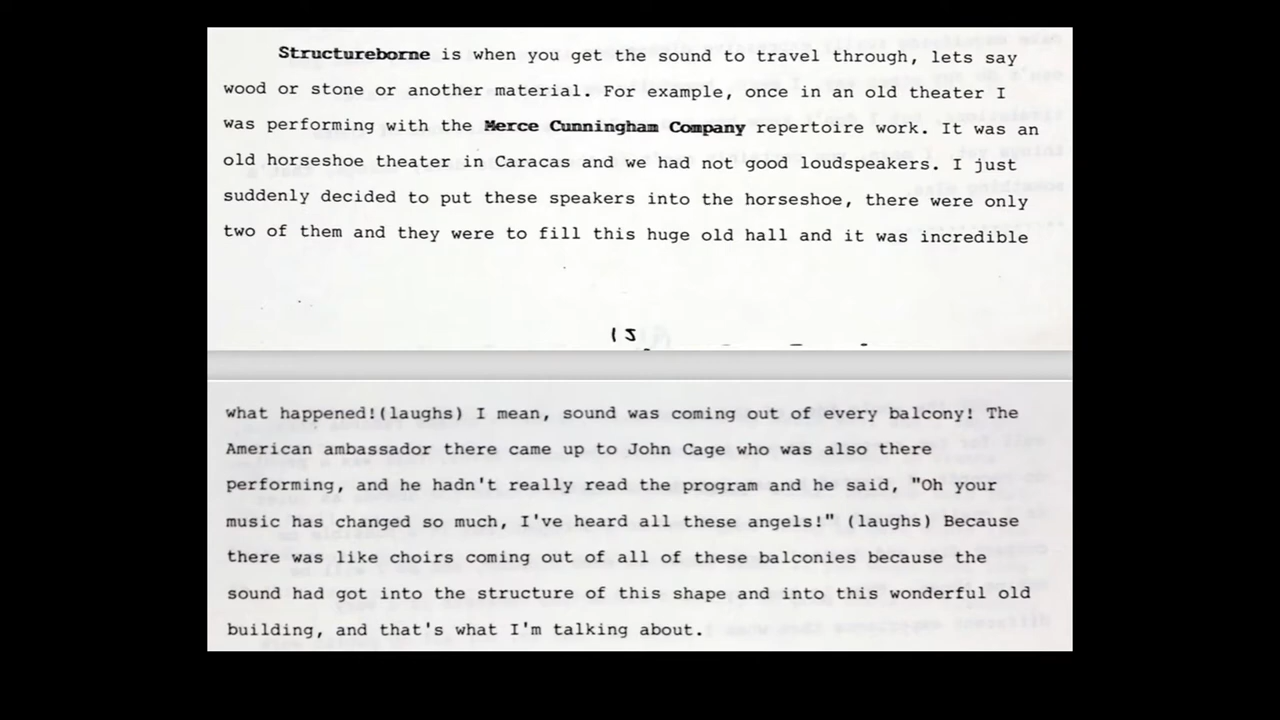 Structureborne is when you get the sound to travel through, lets say
wood or stone or another material. For example, once in an old theater I
was performing with the Merce Cunningham Company repertoire work. It was an
old horseshoe theater in Caracas and we had not good loudspeakers. I just
suddenly decided to put these speakers into the horseshoe, there were only
two of them and they were to fill this huge old hall and it was incredible
12
what happened!(laughs) I mean, sound was coming out of every balcony! The
American ambassador there came up to John Cage who was also there
performing, and he hadn't really read the program and he said, "Oh your
music has changed so much, I've heard all these angels!" (laughs) Because
there was like choirs coming out of all of these balconies because the
sound had got into the structure of this shape and into this wonderful old
building, and that's what I'm talking about.